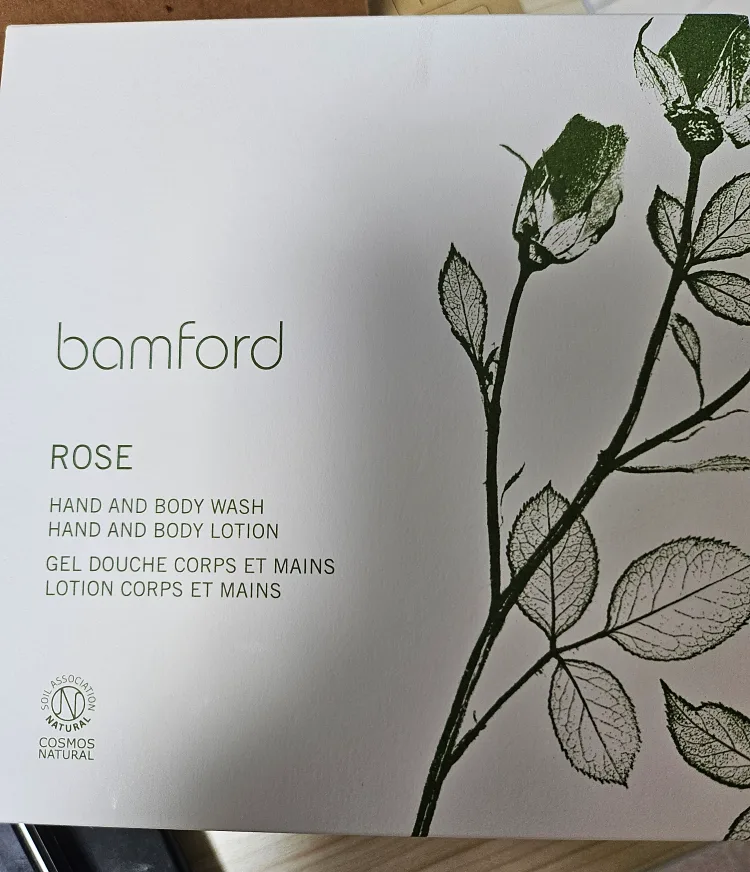 bamford
ROSE
HAND AND BODY WASH
HAND AND BODY LOTION
GEL DOUCHE CORPS ET MAINS
LOTION CORPS ET MAINS
SOIL ASSOCIATION
NATURAL
COSMOS
NATURAL